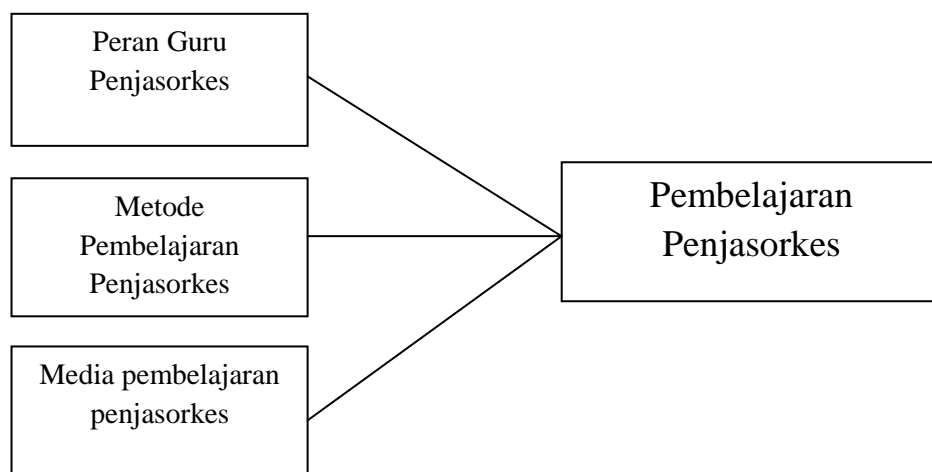 Peran Guru
Penjasorkes
Metode
Pembelajaran
Penjasorkes
Media pembelajaran
penjasorkes
Pembelajaran
Penjasorkes